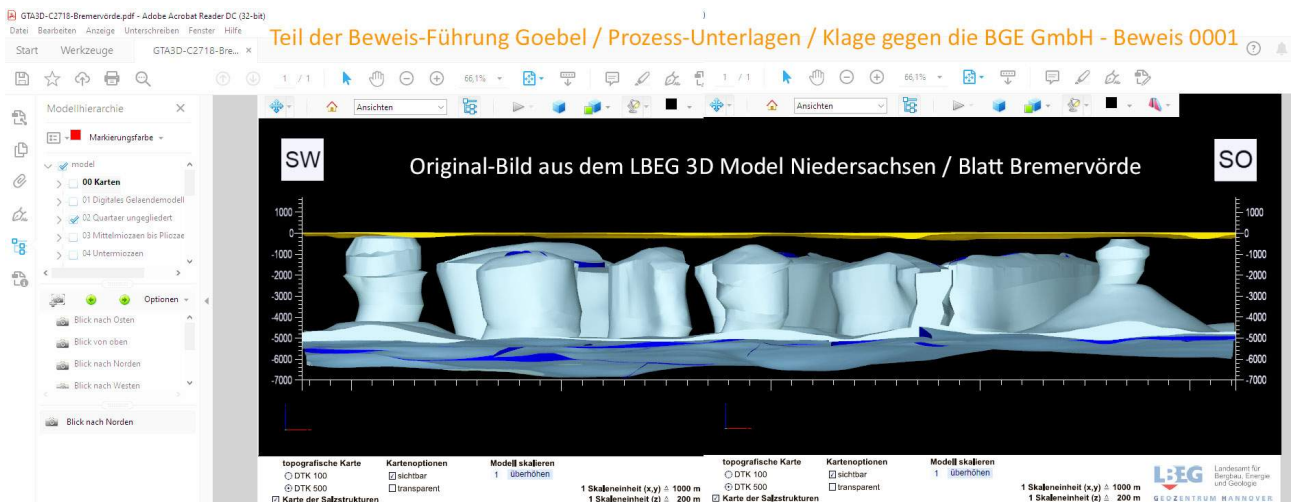 GTA3D-C2718-Bremervörde.pdf - Adobe Acrobat Reader DC (32-bit)
Datei Bearbeiten Anzeige Unterschreiben Fenster Hilfe
Teil der Beweis-Führung Goebel / Prozess-Unterlagen / Klage gegen die BGE GmbH - Beweis 0001
Start Werkzeuge GTA3D-C2718-Bre... ×
1 / 1 66,1% 1 / 1 66,1%
Modellhierarchie
Ansichten Ansichten
Markierungsfarbe
model
00 Karten
01 Digitales Gelaendemodell
02 Quartaer ungegliedert
03 Mittelmiozaen bis Pliozae
04 Untermiozaen
Optionen
Blick nach Osten
Blick von oben
Blick nach Norden
Blick nach Westen
Blick nach Norden
SW
Original-Bild aus dem LBEG 3D Model Niedersachsen / Blatt Bremervörde
SO
1000
0
-1000
-2000
-3000
-4000
-5000
-6000
-7000
1000
0
-1000
-2000
-3000
-4000
-5000
-6000
-7000
topografische Karte Kartenoptionen Modell skalieren
DTK 100 sichtbar 1 überhöhen
DTK 500 transparent 1 Skaleneinheit (x,y) ≙ 1000 m
Karte der Salzstrukturen 1 Skaleneinheit (z) ≙ 200 m
topografische Karte Kartenoptionen Modell skalieren
DTK 100 sichtbar 1 überhöhen
DTK 500 transparent 1 Skaleneinheit (x,y) ≙ 1000 m
Karte der Salzstrukturen 1 Skaleneinheit (z) ≙ 200 m
LBEG
Landesamt für
Bergbau, Energie
und Geologie
GEOZENTRUM HANNOVER